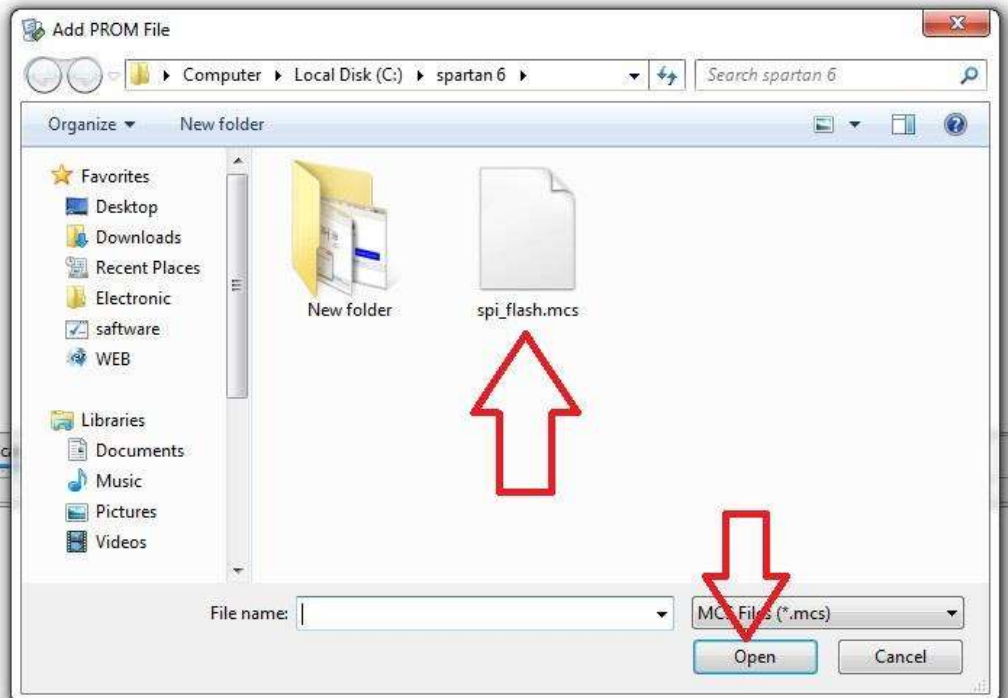 Add PROM File
Computer Local Disk (C:) spartan 6
Search spartan 6
Organize
New folder
Favorites
Desktop
Downloads
Recent Places
Electronic
saftware
WEB
Libraries
Documents
Music
Pictures
Videos
New folder
spi_flash.mcs
File name:
MCS Files (*.mcs)
Open
Cancel